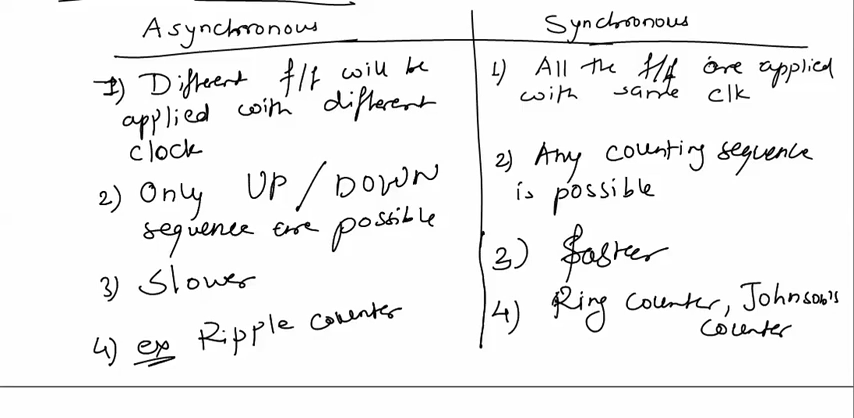 Asynchronous
1) Different f/f will be
applied with different
clock
2) Only UP / DOWN
sequence are possible
3) Slower
4) ex Ripple counter
Synchronous
1) All the f/f are applied
with same clk
2) Any counting sequence
is possible
3) faster
4) Ring counter, Johnson's
counter